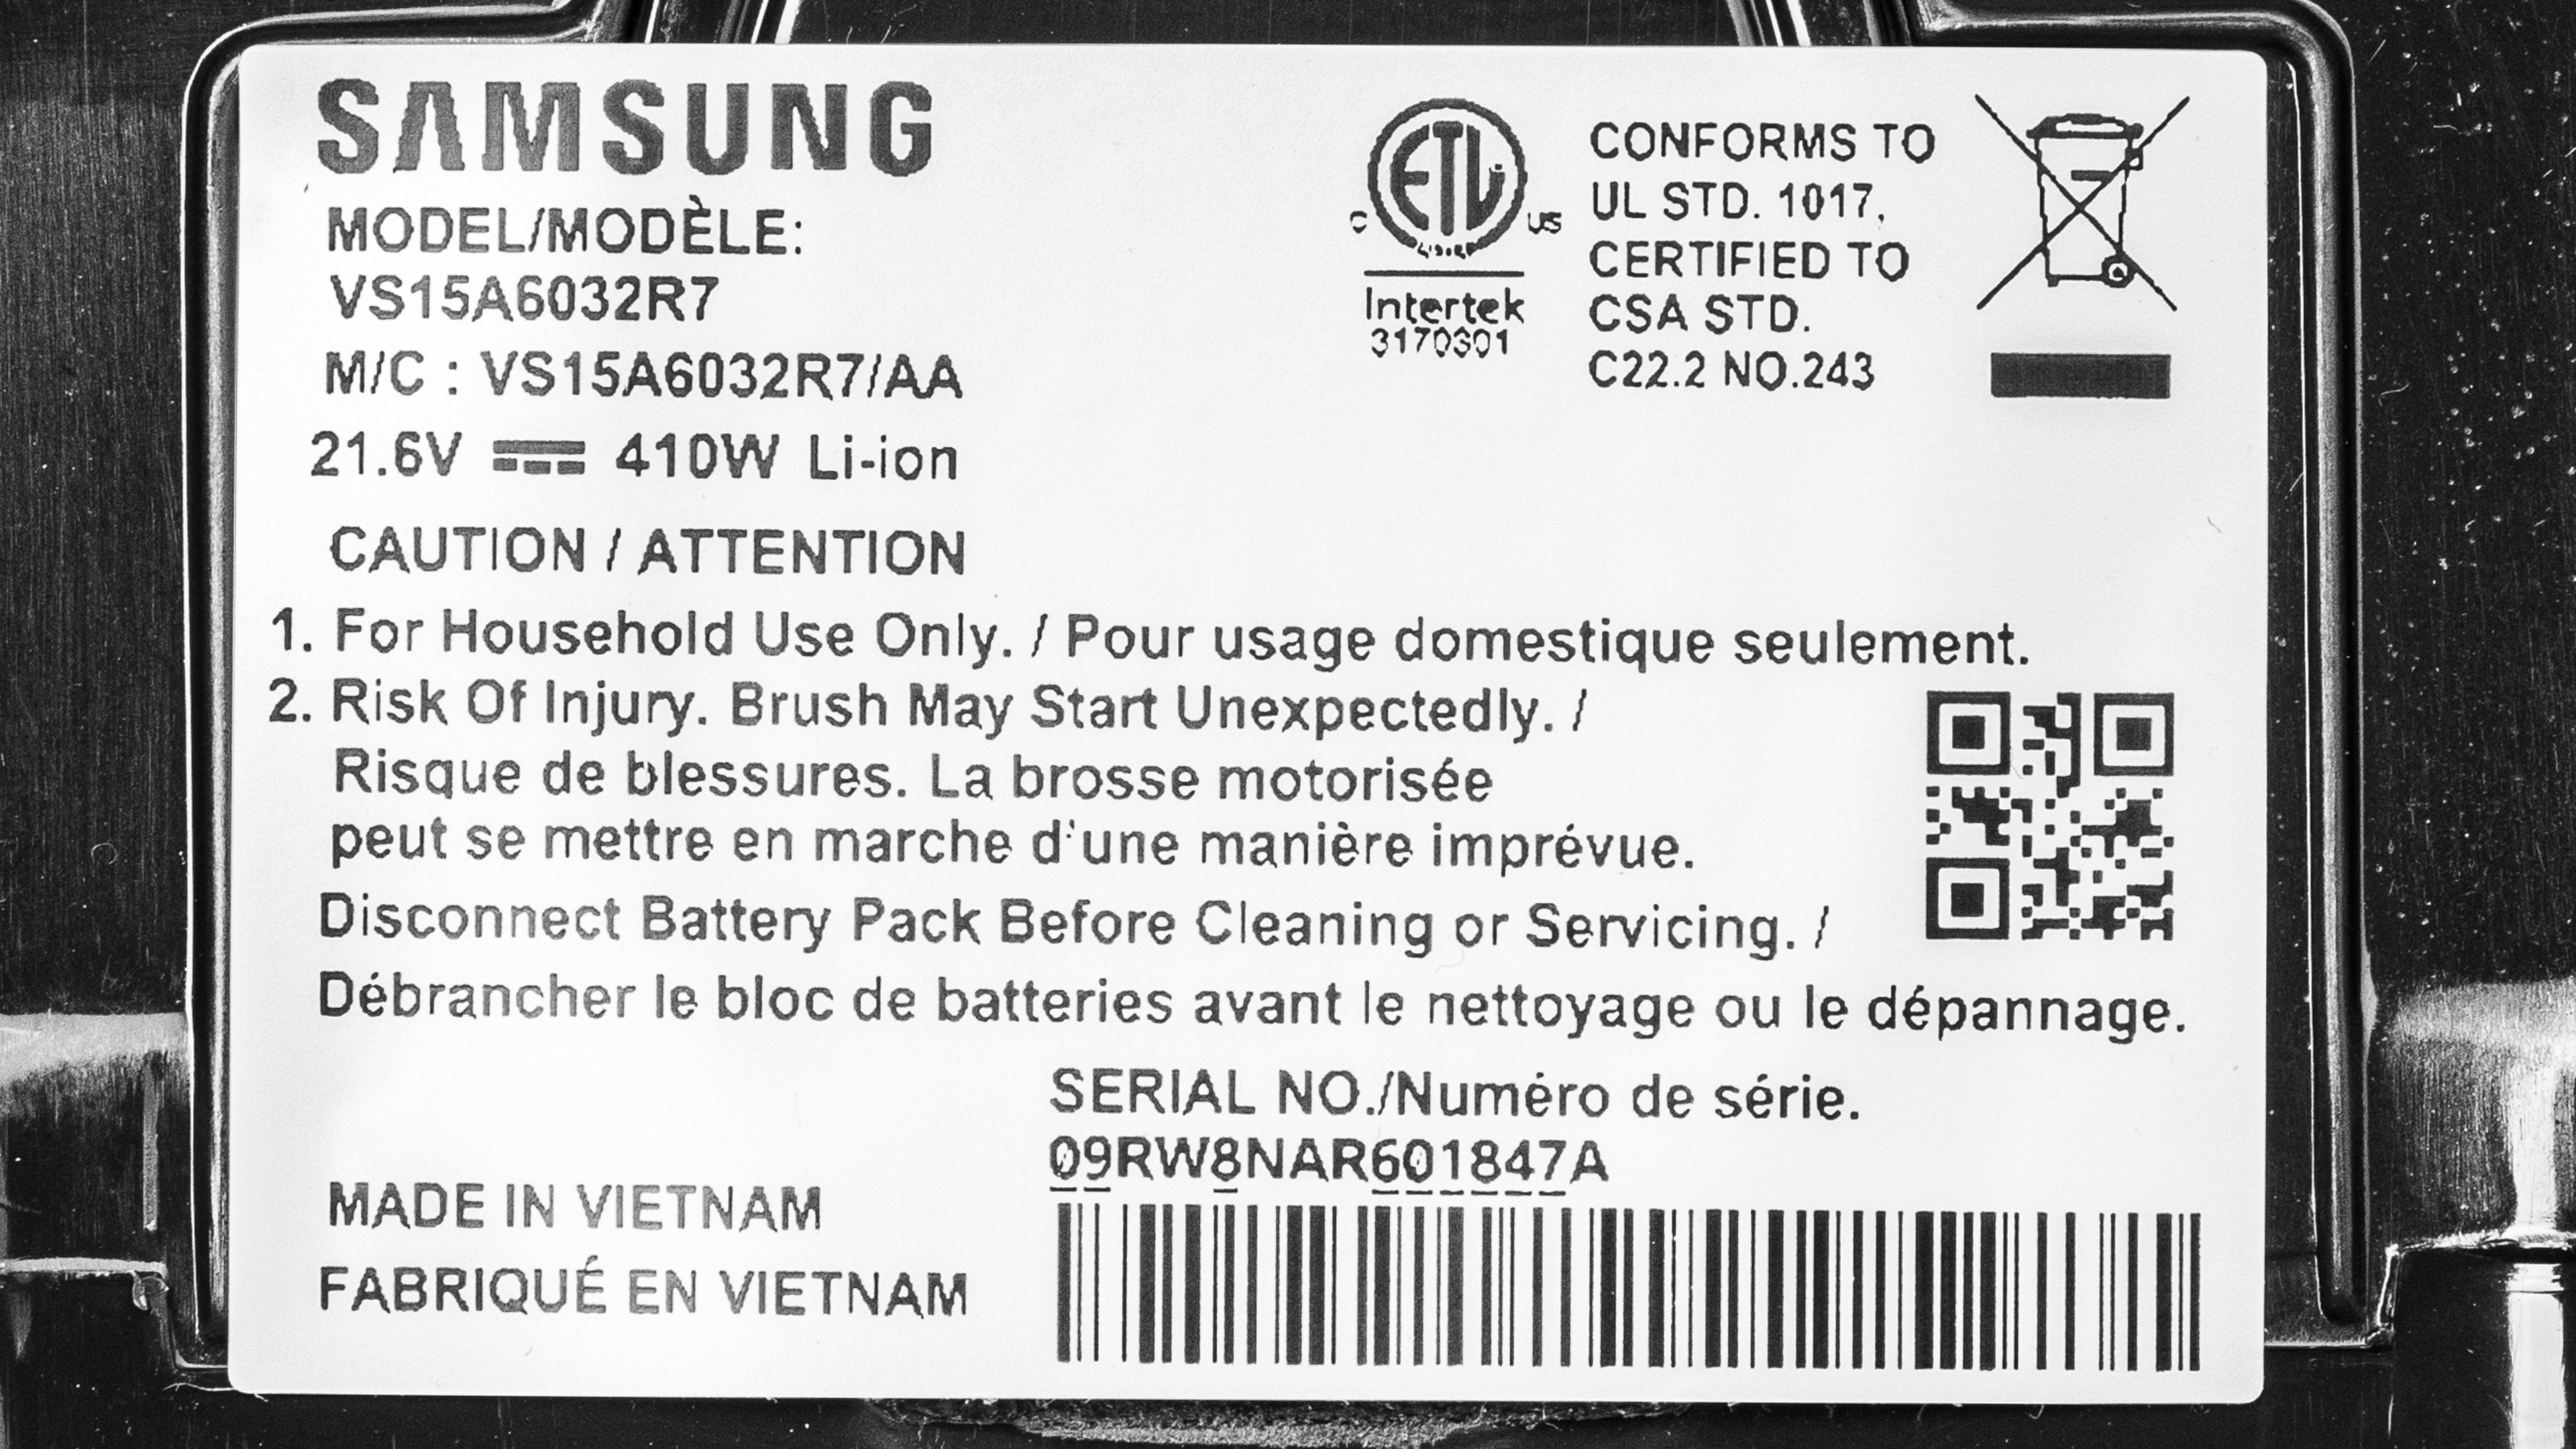 SAMSUNG
MODEL/MODÈLE:
VS15A6032R7
M/C : VS15A6032R7/AA
21.6V 410W Li-ion
C ETL US
Intertek
CONFORMS TO
UL STD. 1017,
CERTIFIED TO
CSA STD.
C22.2 NO.243
CAUTION / ATTENTION
1. For Household Use Only. / Pour usage domestique seulement.
2. Risk Of Injury. Brush May Start Unexpectedly. /
Risque de blessures. La brosse motorisée
peut se mettre en marche d'une manière imprévue.
Disconnect Battery Pack Before Cleaning or Servicing. /
Débrancher le bloc de batteries avant le nettoyage ou le dépannage.
SERIAL NO./Numéro de série.
09RW8NAR601847A
MADE IN VIETNAM
FABRIQUÉ EN VIETNAM